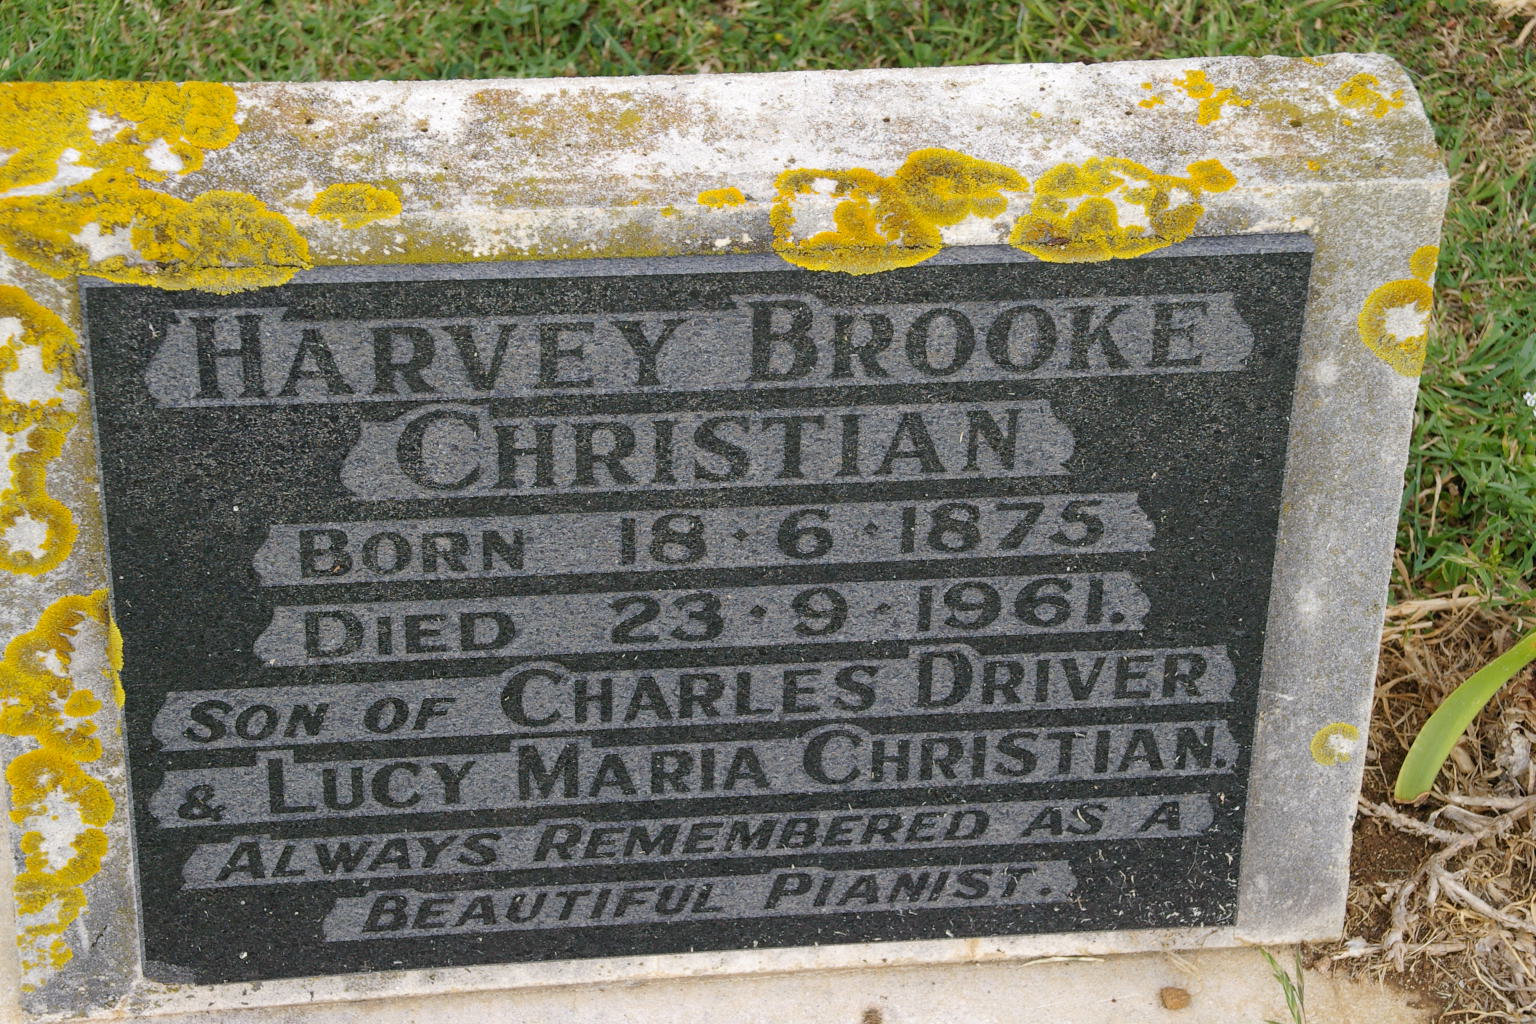 HARVEY BROOKE
CHRISTIAN
BORN 18·6·1875
DIED 23·9·1961.
SON OF CHARLES DRIVER
& LUCY MARIA CHRISTIAN.
ALWAYS REMEMBERED AS A
BEAUTIFUL PIANIST.